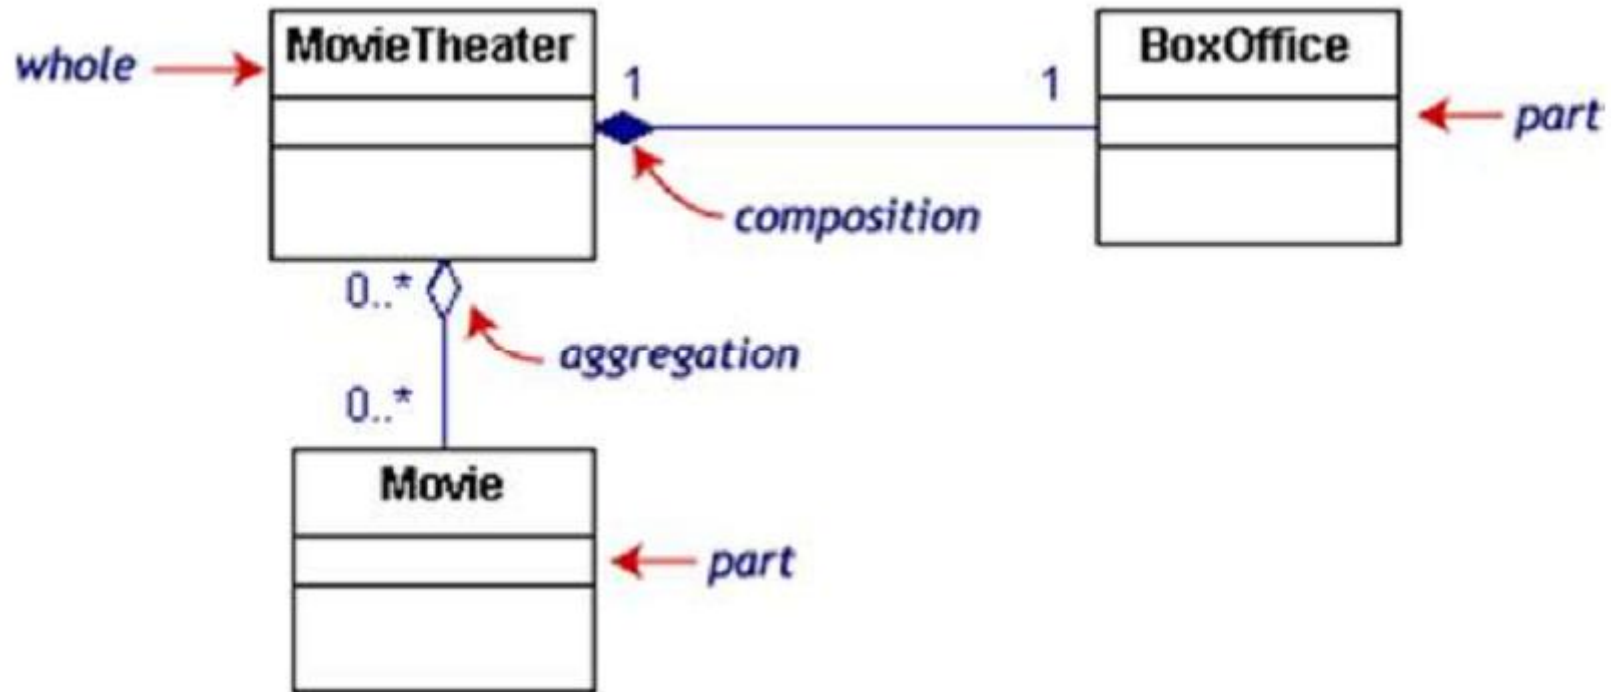 MovieTheater
BoxOffice
whole
1
1
part
composition
0..*
aggregation
0..*
Movie
part